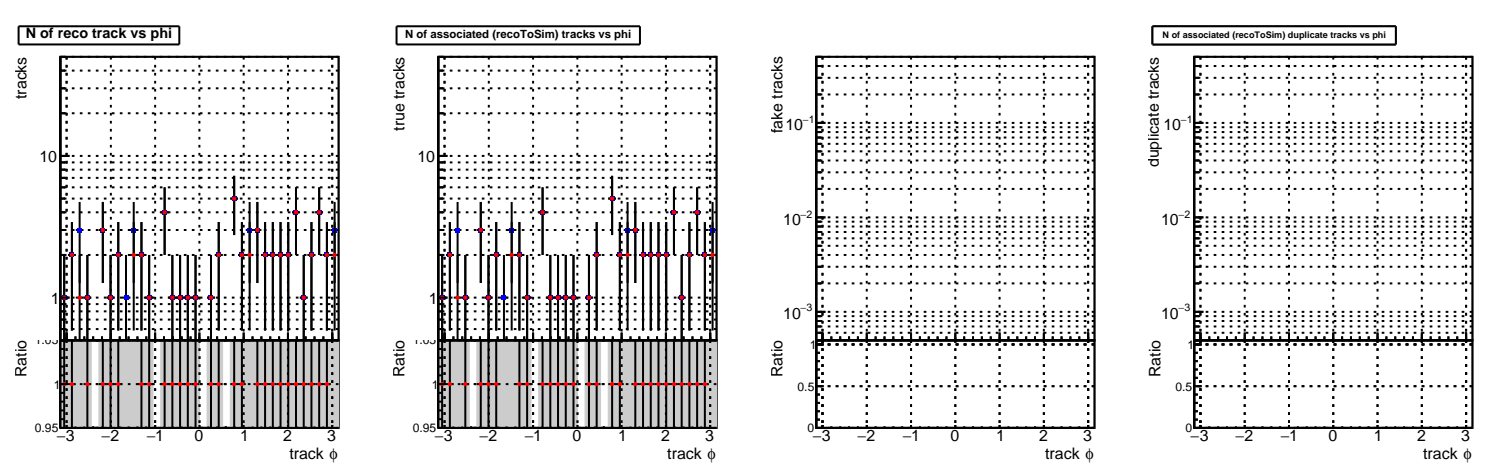 N of reco track vs phi
tracks
10
1
Ratio
1.05
1
0.95
−3 −2 −1 0 1 2 3
track ϕ
N of associated (recoToSim) tracks vs phi
true tracks
10
1
Ratio
1.05
1
0.95
−3 −2 −1 0 1 2 3
track ϕ
fake tracks
10−1
10−2
10−3
Ratio
1
0.5
0
−3 −2 −1 0 1 2 3
track ϕ
N of associated (recoToSim) duplicate tracks vs phi
duplicate tracks
10−1
10−2
10−3
Ratio
1
0.5
0
−3 −2 −1 0 1 2 3
track ϕ